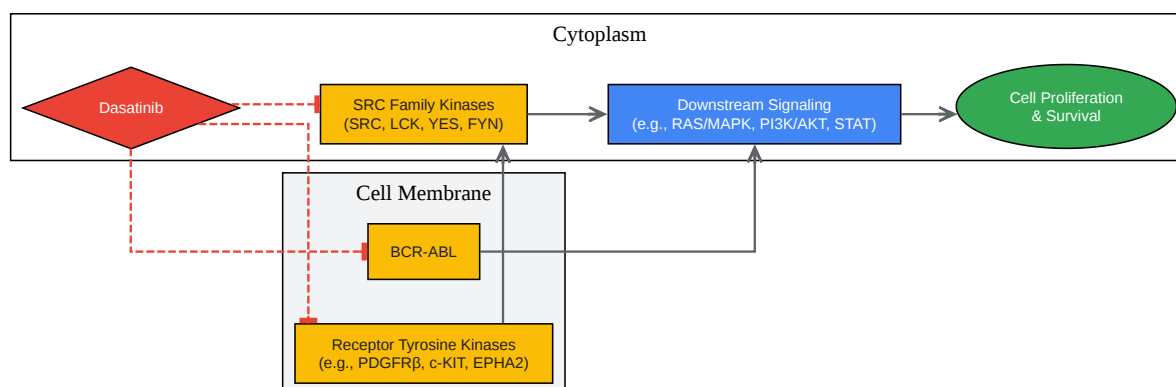 Cytoplasm
Dasatinib
SRC Family Kinases
(SRC, LCK, YES, FYN)
Downstream Signaling
(e.g., RAS/MAPK, PI3K/AKT, STAT)
Cell Proliferation
& Survival
Cell Membrane
BCR-ABL
Receptor Tyrosine Kinases
(e.g., PDGFRβ, c-KIT, EPHA2)